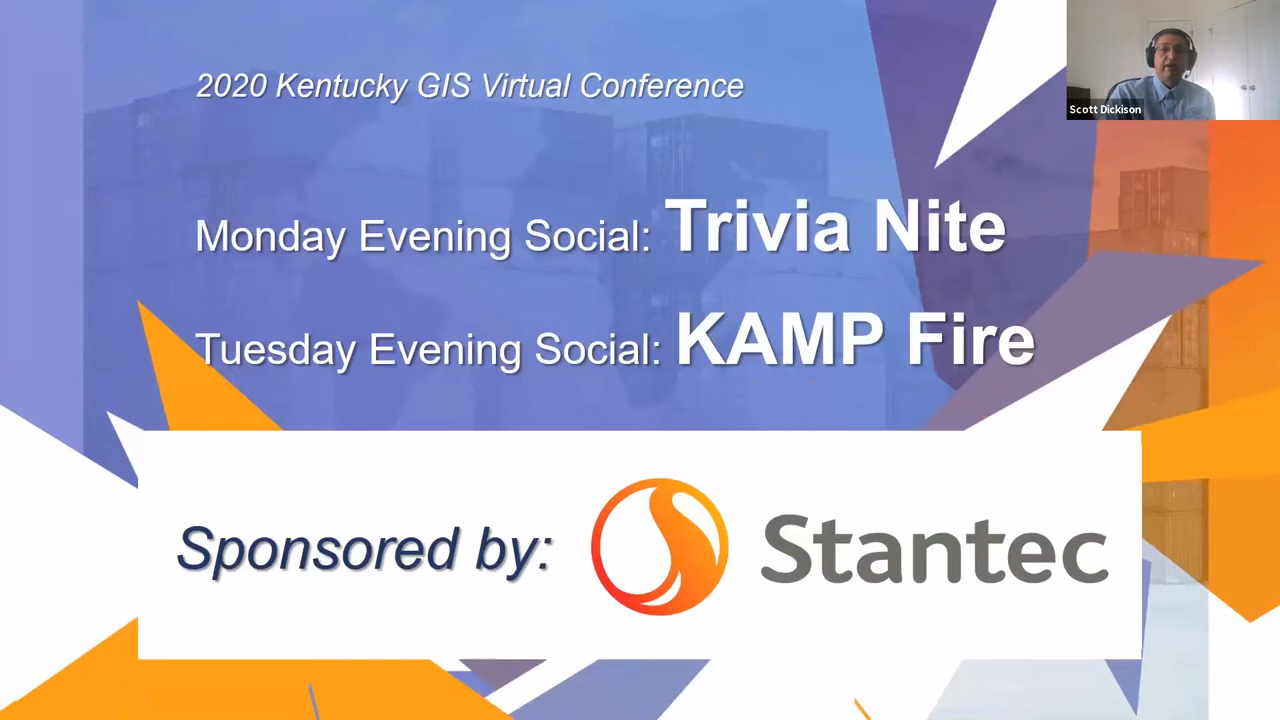 2020 Kentucky GIS Virtual Conference
Scott Dickison
Monday Evening Social: Trivia Nite
Tuesday Evening Social: KAMP Fire
Sponsored by: Stantec